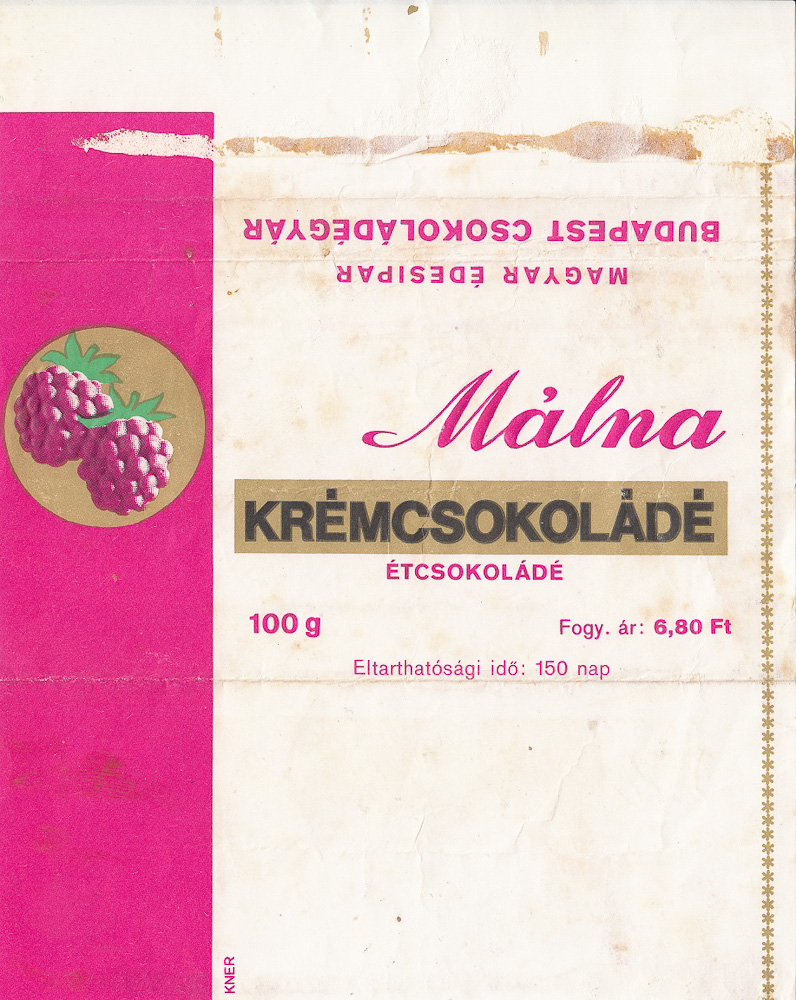 BUDAPEST CSOKOLÁDÉGYÁR
MAGYAR ÉDESIPAR
Málna
KRÉMCSOKOLÁDÉ
ÉTCSOKOLÁDÉ
100 g
Fogy. ár: 6,80 Ft
Eltarthatósági idő: 150 nap
KNER